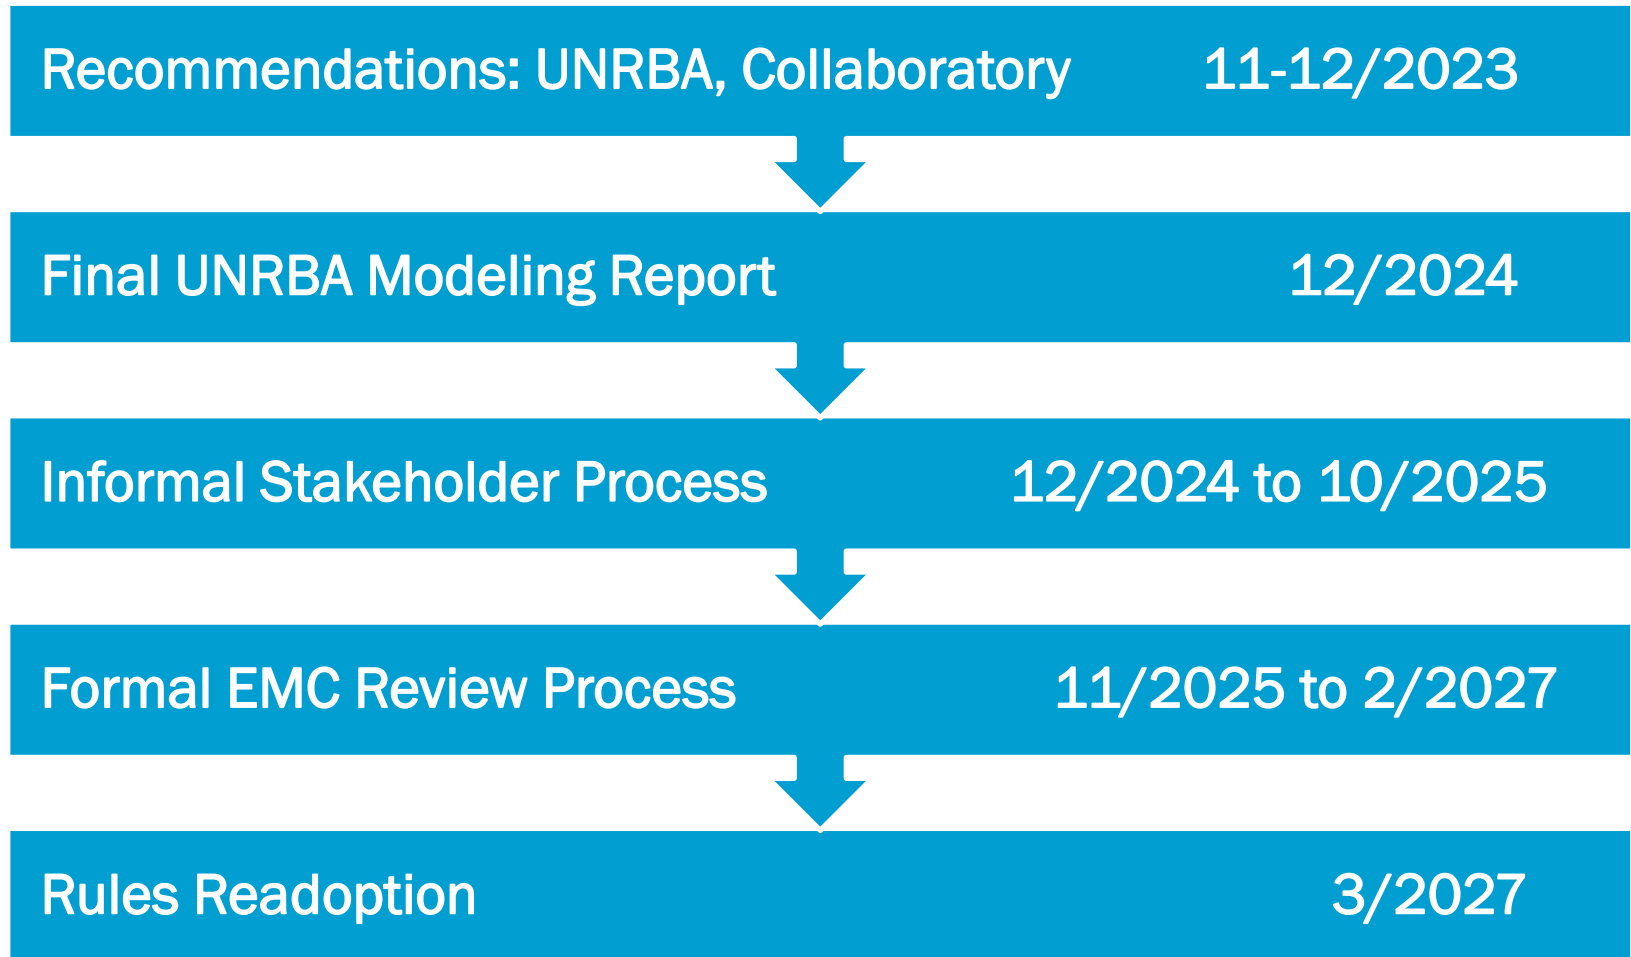 Recommendations: UNRBA, Collaboratory 11-12/2023
Final UNRBA Modeling Report 12/2024
Informal Stakeholder Process 12/2024 to 10/2025
Formal EMC Review Process 11/2025 to 2/2027
Rules Readoption 3/2027